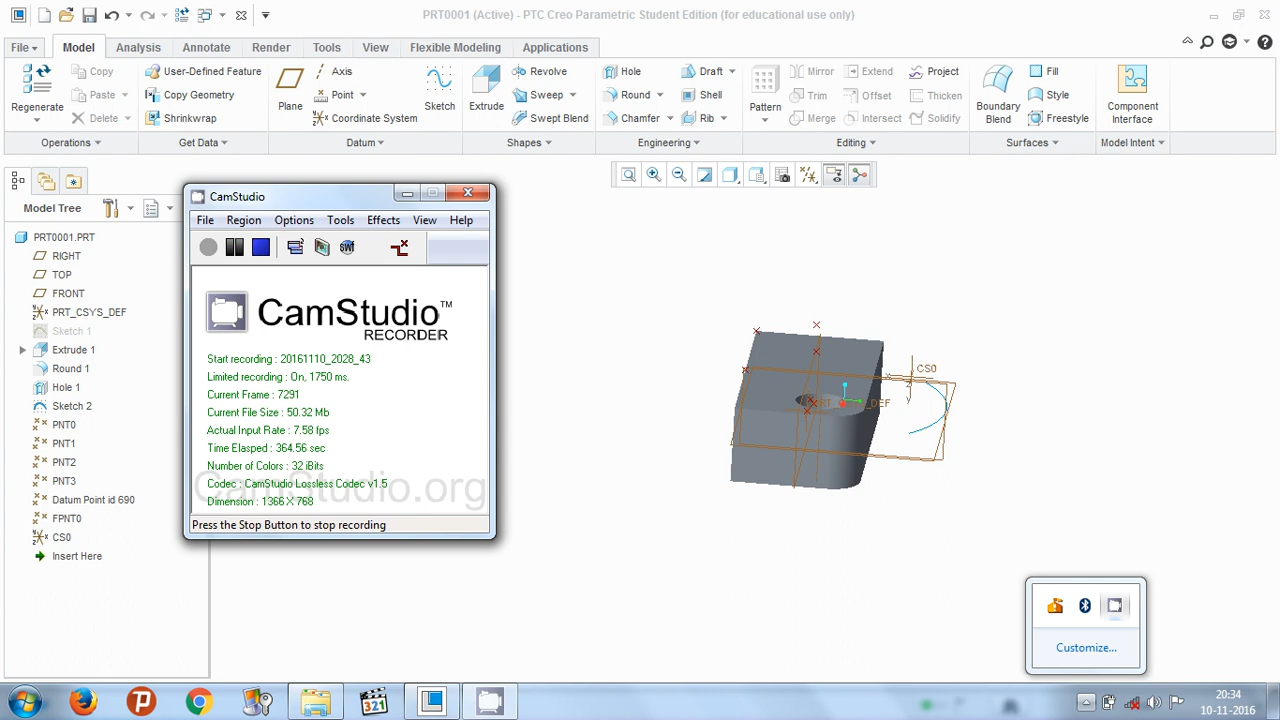 PRT0001 (Active) - PTC Creo Parametric Student Edition (for educational use only)
File Model Analysis Annotate Render Tools View Flexible Modeling Applications
Regenerate
Copy
Paste
Delete
Operations
User-Defined Feature
Copy Geometry
Shrinkwrap
Get Data
Plane
Axis
Point
Coordinate System
Sketch
Datum
Extrude
Revolve
Sweep
Swept Blend
Shapes
Hole
Round
Chamfer
Draft
Shell
Rib
Engineering
Pattern
Mirror
Trim
Merge
Extend
Offset
Intersect
Project
Thicken
Solidify
Editing
Boundary
Blend
Fill
Style
Freestyle
Surfaces
Component
Interface
Model Intent
Model Tree
PRT0001.PRT
RIGHT
TOP
FRONT
PRT_CSYS_DEF
Sketch 1
Extrude 1
Round 1
Hole 1
Sketch 2
PNT0
PNT1
PNT2
PNT3
Datum Point id 690
FPNT0
CS0
Insert Here
CamStudio
File Region Options Tools Effects View Help
SWF
CamStudio™
RECORDER
Start recording : 20161110_2028_43
Limited recording : On, 1750 ms.
Current Frame : 7291
Current File Size : 50.32 Mb
Actual Input Rate : 7.58 fps
Time Elasped : 364.56 sec
Number of Colors : 32 iBits
Codec : CamStudio Lossless Codec v1.5
Dimension : 1366 X 768
CamStudio.org
Press the Stop Button to stop recording
CS0
PRT_CSYS_DEF
Customize...
321
20:34
10-11-2016